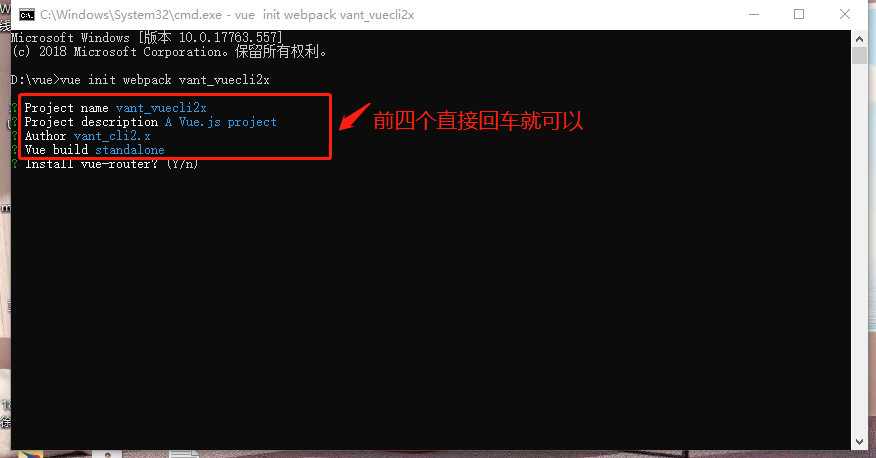 C:\Windows\System32\cmd.exe - vue  init webpack vant_vuecli2x
Microsoft Windows [版本 10.0.17763.557]
(c) 2018 Microsoft Corporation。保留所有权利。
D:\vue>vue init webpack vant_vuecli2x
? Project name vant_vuecli2x
? Project description A Vue.js project
? Author vant_cli2.x
? Vue build standalone
? Install vue-router? (Y/n)
前四个直接回车就可以